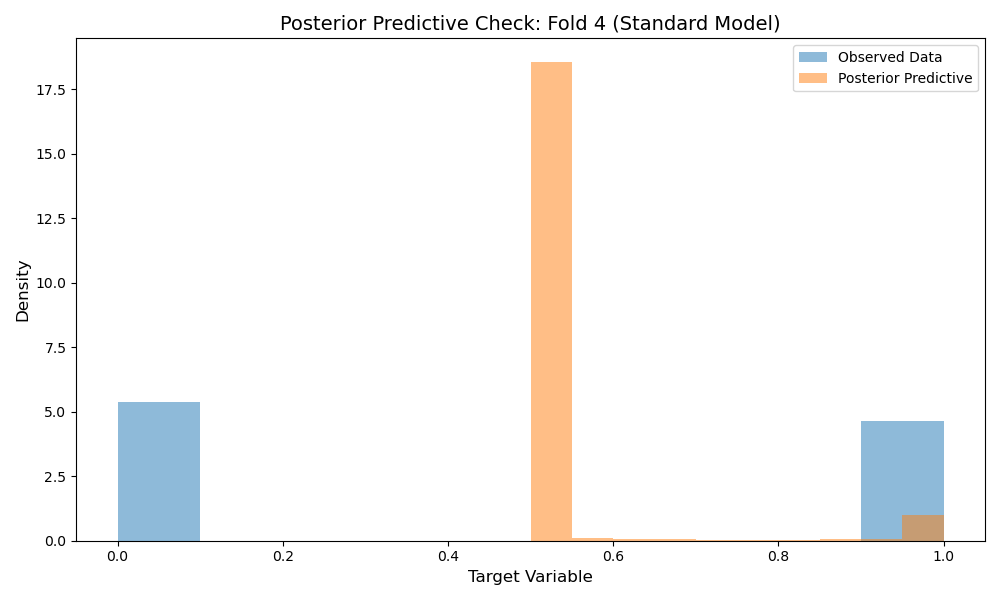 Posterior Predictive Check: Fold 4 (Standard Model)
Observed Data
Posterior Predictive
Density
17.5
15.0
12.5
10.0
7.5
5.0
2.5
0.0
0.0 0.2 0.4 0.6 0.8 1.0
Target Variable